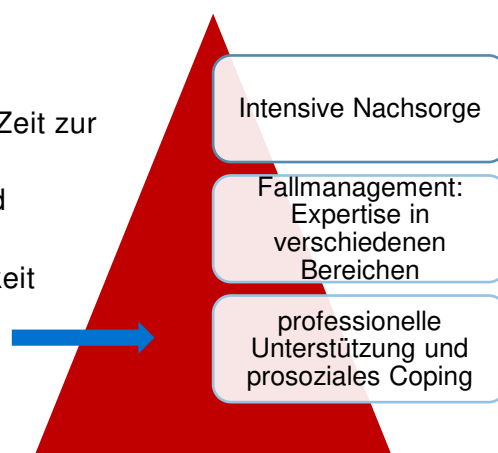 Zeit zur
Intensive Nachsorge
Fallmanagement:
Expertise in
verschiedenen
Bereichen
professionelle
Unterstützung und
prosoziales Coping